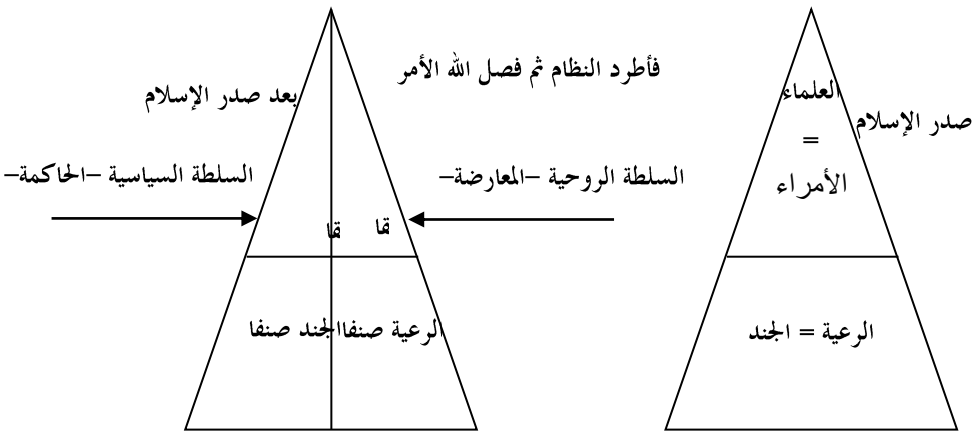 العلماء
=
الأمراء
صدر الإسلام
الرعية = الجند
فأطرد النظام ثم فصل الله الأمر
بعد صدر الإسلام
السلطة الروحية –المعارضة–
السلطة السياسية –الحاكمة–
قا
قا
الرعية صنفا
الجند صنفا